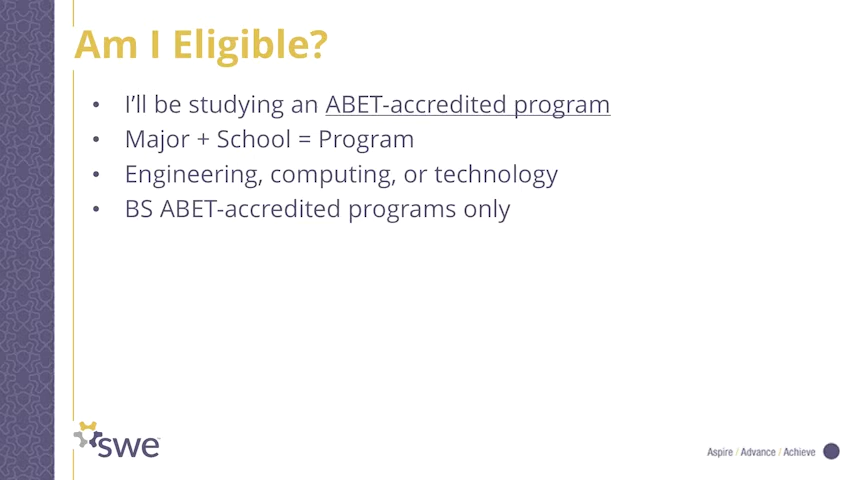 Am I Eligible?
• I’ll be studying an ABET-accredited program
• Major + School = Program
• Engineering, computing, or technology
• BS ABET-accredited programs only
swe
Aspire / Advance / Achieve